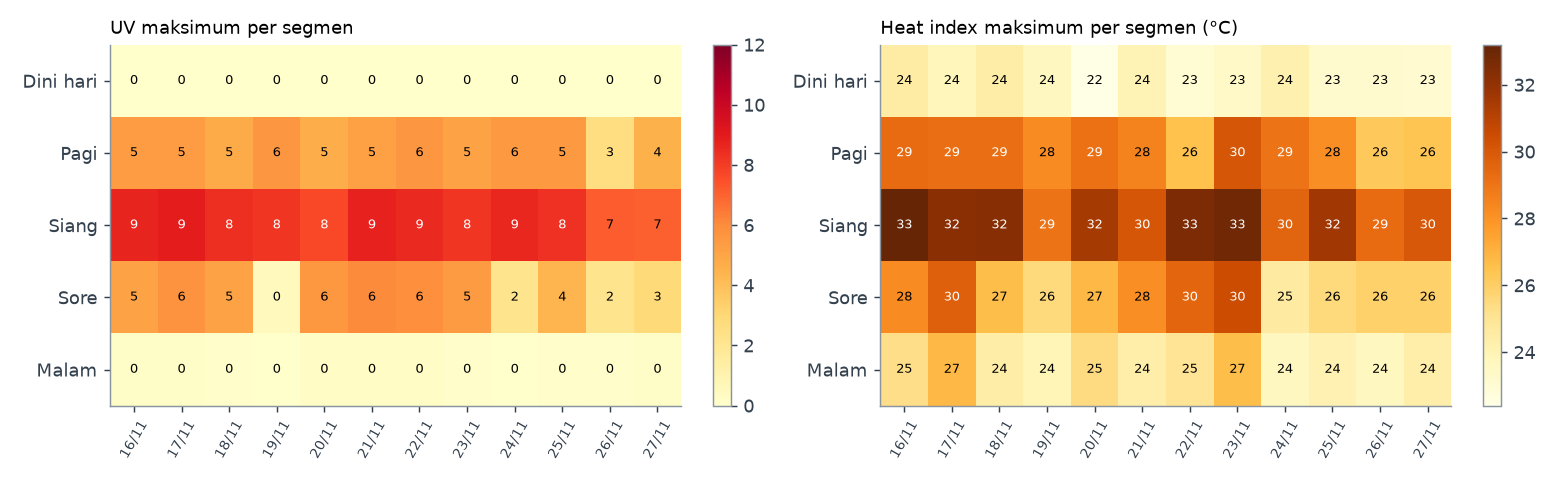 UV maksimum per segmen
Dini hari 0 0 0 0 0 0 0 0 0 0 0 0
Pagi 5 5 5 6 5 5 6 5 6 5 3 4
Siang 9 9 8 8 8 9 9 8 9 8 7 7
Sore 5 6 5 0 6 6 6 5 2 4 2 3
Malam 0 0 0 0 0 0 0 0 0 0 0 0
16/11 17/11 18/11 19/11 20/11 21/11 22/11 23/11 24/11 25/11 26/11 27/11
12
10
8
6
4
2
0
Heat index maksimum per segmen (°C)
Dini hari 24 24 24 24 22 24 23 23 24 23 23 23
Pagi 29 29 29 28 29 28 26 30 29 28 26 26
Siang 33 32 32 29 32 30 33 33 30 32 29 30
Sore 28 30 27 26 27 28 30 30 25 26 26 26
Malam 25 27 24 24 25 24 25 27 24 24 24 24
16/11 17/11 18/11 19/11 20/11 21/11 22/11 23/11 24/11 25/11 26/11 27/11
32
30
28
26
24